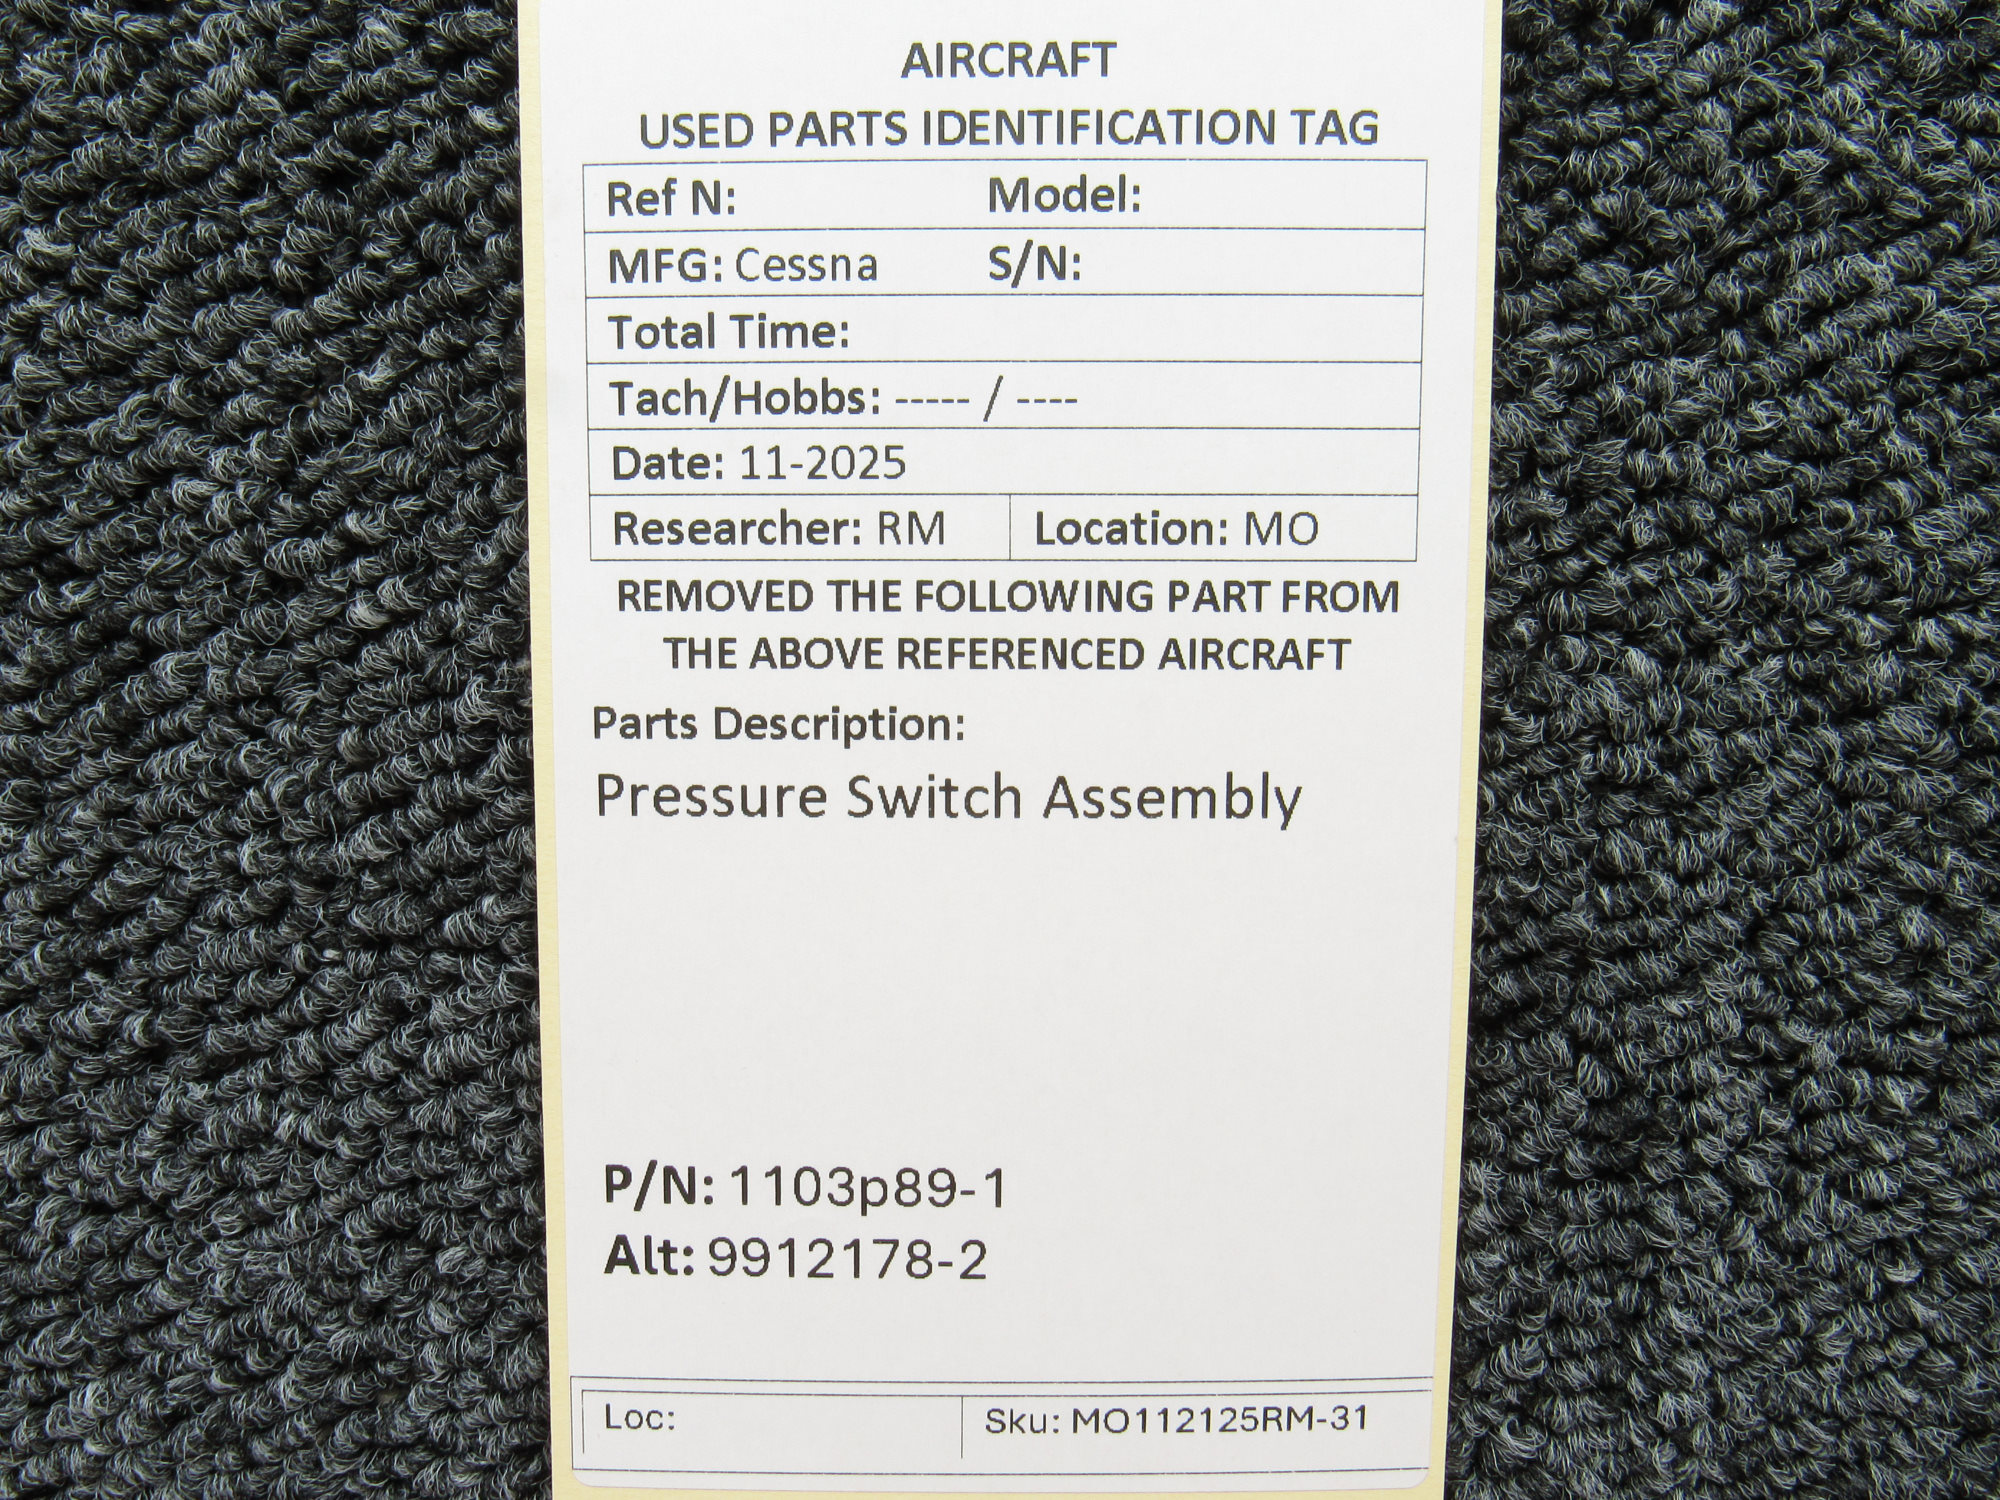 AIRCRAFT
USED PARTS IDENTIFICATION TAG
Ref N: Model:
MFG: Cessna S/N:
Total Time:
Tach/Hobbs: ----- / ----
Date: 11-2025
Researcher: RM Location: MO
REMOVED THE FOLLOWING PART FROM
THE ABOVE REFERENCED AIRCRAFT
Parts Description:
Pressure Switch Assembly
P/N: 1103p89-1
Alt: 9912178-2
Loc: Sku: MO112125RM-31